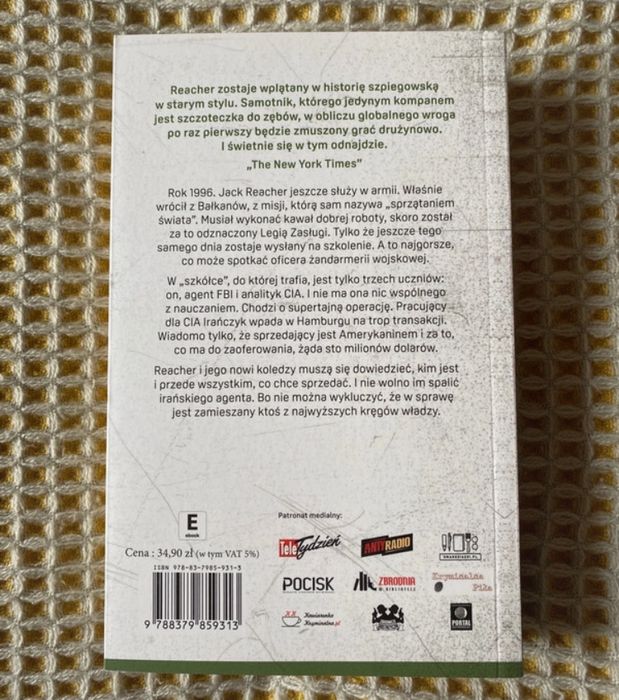 Reacher zostaje wplątany w historię szpiegowską
w starym stylu. Samotnik, którego jedynym kompanem
jest szczoteczka do zębów, w obliczu globalnego wroga
po raz pierwszy będzie zmuszony grać drużynowo.
I świetnie się w tym odnajdzie.
„The New York Times”
Rok 1996. Jack Reacher jeszcze służy w armii. Właśnie
wrócił z Bałkanów, z misji, którą sam nazywa „sprzątaniem
świata”. Musiał wykonać kawał dobrej roboty, skoro został
za to odznaczony Legią Zasługi. Tylko że jeszcze tego
samego dnia zostaje wysłany na szkolenie. A to najgorsze,
co może spotkać oficera żandarmerii wojskowej.
W „szkółce”, do której trafia, jest tylko trzech uczniów:
on, agent FBI i analityk CIA. I nie ma ona nic wspólnego
z nauczaniem. Chodzi o supertajną operację. Pracujący
dla CIA Irańczyk wpada w Hamburgu na trop transakcji.
Wiadomo tylko, że sprzedający jest Amerykaninem i za to,
co ma do zaoferowania, żąda sto milionów dolarów.
Reacher i jego nowi koledzy muszą się dowiedzieć, kim jest
i przede wszystkim, co chce sprzedać. I nie wolno im spalić
irańskiego agenta. Bo nie można wykluczyć, że w sprawę
jest zamieszany ktoś z najwyższych kręgów władzy.
Patronat medialny:
E
ebook
Cena : 34,90 zł (w tym VAT 5%)
ISBN 978-83-7985-931-3
9 788379 859313
Tele Tydzień
ANTYRADIO
POCISK
ZBRODNIA
W BIBLIOTECE
Kryminalna
Piła
Kawiarenka
Kryminalna.pl
PORTAL